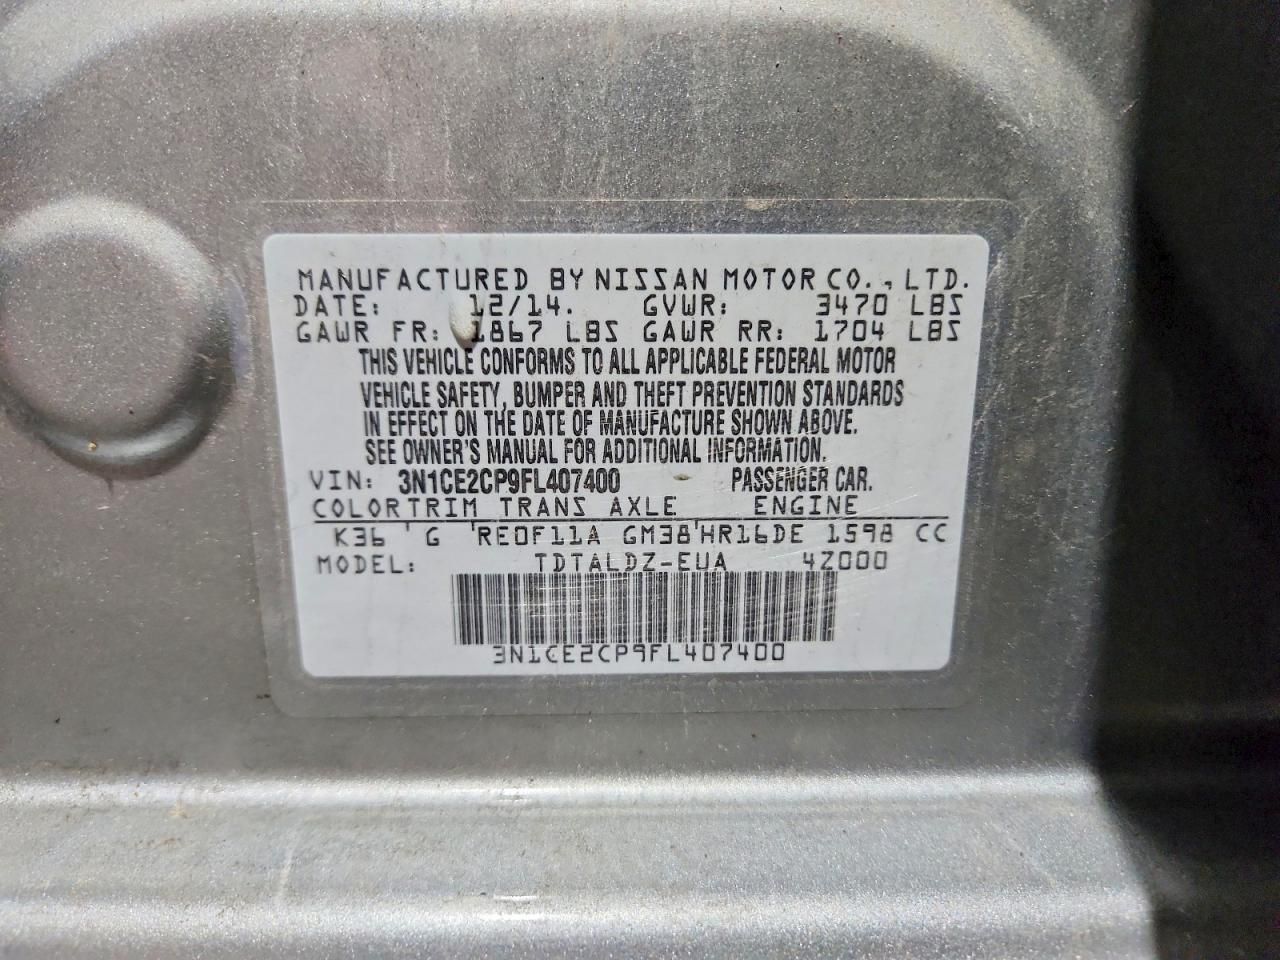 MANUFACTURED BY NISSAN MOTOR CO., LTD.
DATE: 12/14. GVWR: 3470 LBS
GAWR FR: 1867 LBS GAWR RR: 1704 LBS
THIS VEHICLE CONFORMS TO ALL APPLICABLE FEDERAL MOTOR
VEHICLE SAFETY, BUMPER AND THEFT PREVENTION STANDARDS
IN EFFECT ON THE DATE OF MANUFACTURE SHOWN ABOVE.
SEE OWNER'S MANUAL FOR ADDITIONAL INFORMATION.
VIN: 3N1CE2CP9FL407400 PASSENGER CAR.
COLORTRIM TRANS AXLE ENGINE
K36 ' G 'RE0F11A GM38'HR16DE 1598 CC
MODEL: TDTALDZ-EUA 4Z000
3N1CE2CP9FL407400